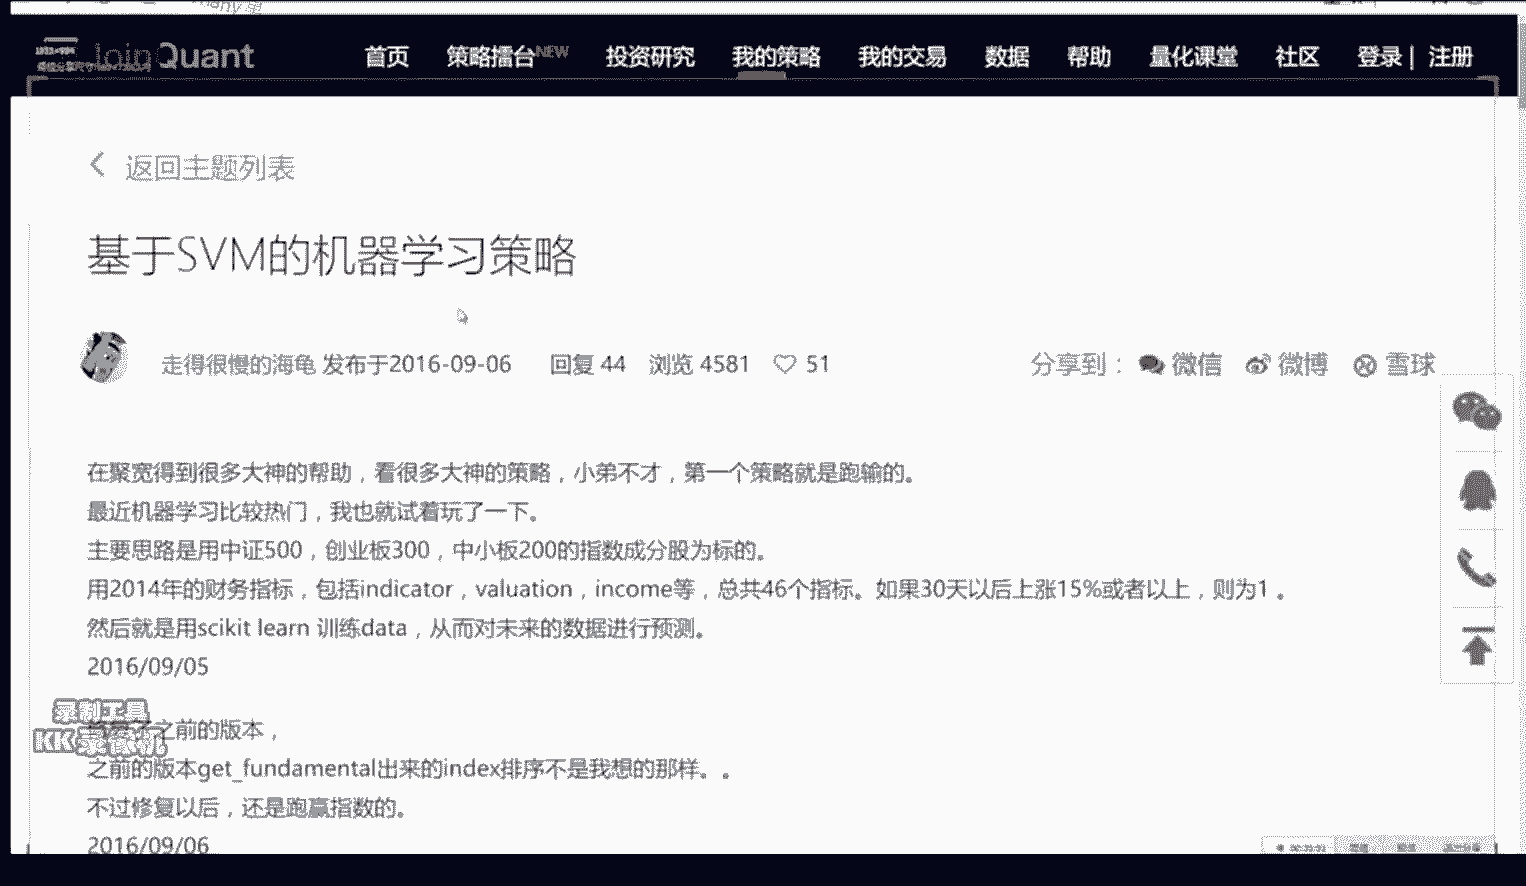 JoinQuant 首页 策略擂台NEW 投资研究 我的策略 我的交易 数据 帮助 量化课堂 社区 登录 | 注册
返回主题列表
基于SVM的机器学习策略
走得很慢的海龟 发布于2016-09-06 回复 44 浏览 4581 51 分享到： 微信 微博 雪球
在聚宽得到很多大神的帮助，看很多大神的策略，小弟不才，第一个策略就是跑输的。
最近机器学习比较热门，我也就试着玩了一下。
主要思路是用中证500，创业板300，中小板200的指数成分股为标的。
用2014年的财务指标，包括indicator，valuation，income等，总共46个指标。如果30天以后上涨15%或者以上，则为1 。
然后就是用scikit learn 训练data，从而对未来的数据进行预测。
2016/09/05
录制工具
之前的版本，
KK录像机
之前的版本get_fundamental出来的index排序不是我想的那样。。
不过修复以后，还是跑赢指数的。
2016/09/06